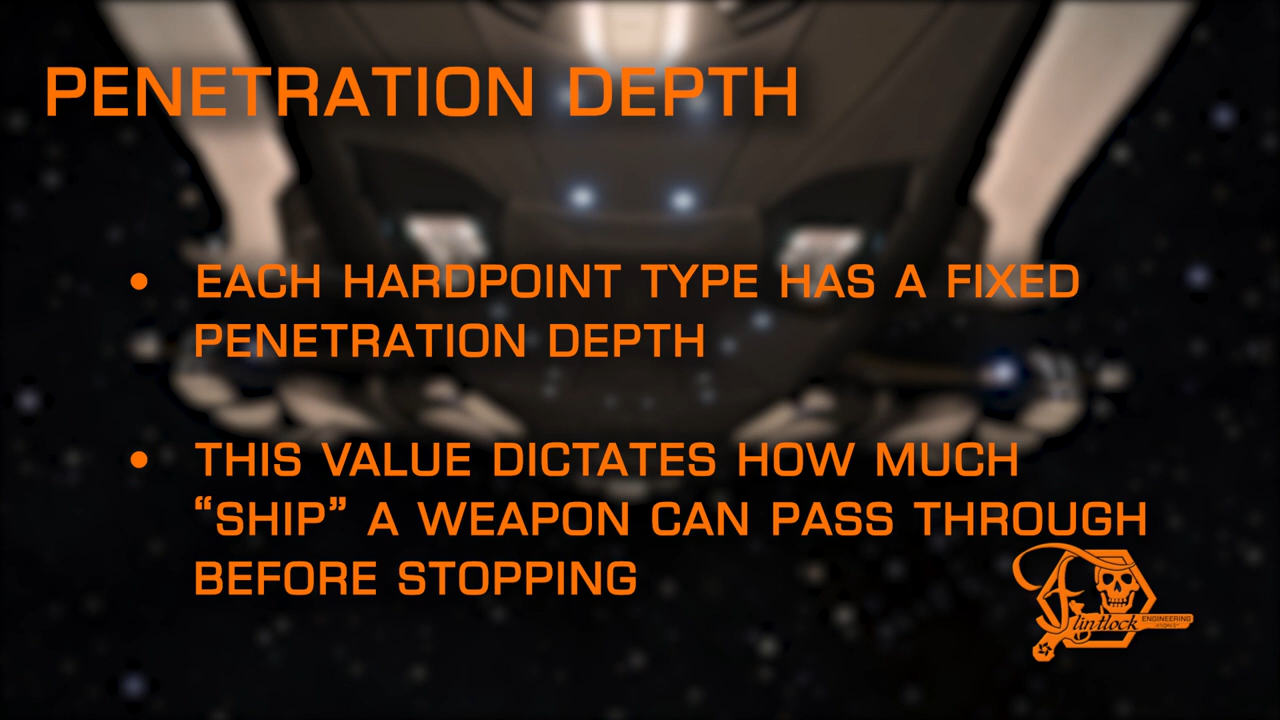 PENETRATION DEPTH
• EACH HARDPOINT TYPE HAS A FIXED
PENETRATION DEPTH
• THIS VALUE DICTATES HOW MUCH
“SHIP” A WEAPON CAN PASS THROUGH
BEFORE STOPPING
Flintlock
ENGINEERING